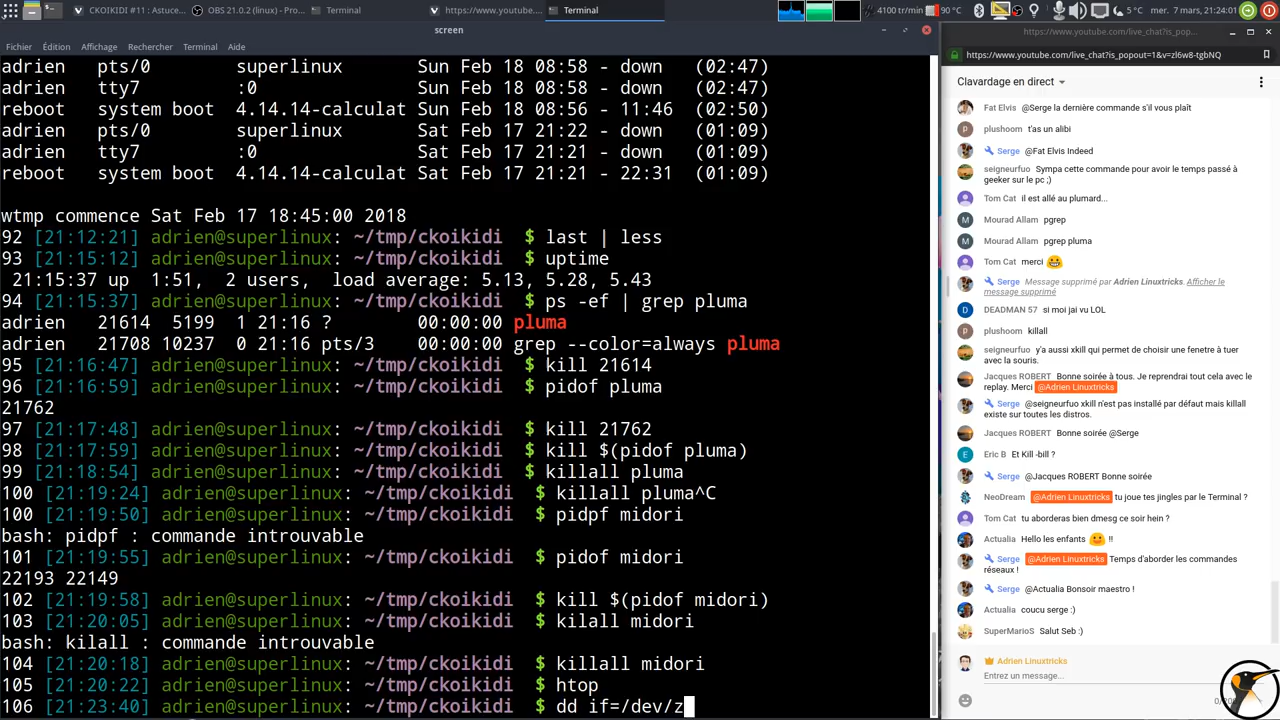 CKOKIDI #11 : Astuce...
OBS 21.0.2 (linux) - Pro...
Terminal
https://www.youtube....
Terminal
4100 tr/min
90 °C
5 °C
mer. 7 mars, 21:24:01
screen
Fichier Édition Affichage Rechercher Terminal Aide
adrien pts/0 superlinux Sun Feb 18 08:58 - down (02:47)
adrien tty7 :0 Sun Feb 18 08:58 - down (02:47)
reboot system boot 4.14.14-calculat Sun Feb 18 08:56 - 11:46 (02:50)
adrien pts/0 superlinux Sat Feb 17 21:22 - down (01:09)
adrien tty7 :0 Sat Feb 17 21:21 - down (01:09)
reboot system boot 4.14.14-calculat Sat Feb 17 21:21 - 22:31 (01:09)
wtmp commence Sat Feb 17 18:45:00 2018
92 [21:12:21] adrien@superlinux: ~/tmp/ckoikidi $ last | less
93 [21:15:12] adrien@superlinux: ~/tmp/ckoikidi $ uptime
21:15:37 up 1:51, 2 users, load average: 5.13, 5.63, 5.43
94 [21:15:37] adrien@superlinux: ~/tmp/ckoikidi $ ps -ef | grep pluma
adrien 21614 5199 1 21:16 ? 00:00:00 pluma
adrien 21708 10237 0 21:16 pts/3 00:00:00 grep --color=always pluma
95 [21:16:47] adrien@superlinux: ~/tmp/ckoikidi $ kill 21614
96 [21:16:59] adrien@superlinux: ~/tmp/ckoikidi $ pidof pluma
21762
97 [21:17:48] adrien@superlinux: ~/tmp/ckoikidi $ kill 21762
98 [21:17:59] adrien@superlinux: ~/tmp/ckoikidi $ kill $(pidof pluma)
99 [21:18:54] adrien@superlinux: ~/tmp/ckoikidi $ killall pluma
100 [21:19:24] adrien@superlinux: ~/tmp/ckoikidi $ killall pluma^C
100 [21:19:50] adrien@superlinux: ~/tmp/ckoikidi $ pidpf midori
bash: pidpf : commande introuvable
101 [21:19:55] adrien@superlinux: ~/tmp/ckoikidi $ pidof midori
22193 22149
102 [21:19:58] adrien@superlinux: ~/tmp/ckoikidi $ kill $(pidof midori)
103 [21:20:05] adrien@superlinux: ~/tmp/ckoikidi $ kilall midori
bash: kilall : commande introuvable
104 [21:20:18] adrien@superlinux: ~/tmp/ckoikidi $ killall midori
105 [21:20:22] adrien@superlinux: ~/tmp/ckoikidi $ htop
106 [21:23:40] adrien@superlinux: ~/tmp/ckoikidi $ dd if=/dev/z
https://www.youtube.com/live_chat?is_pop...
https://www.youtube.com/live_chat?is_popout=1&v=zl6w8-tgbNQ
Clavardage en direct
Fat Elvis @Serge la dernière commande s'il vous plaît
plushoom t'as un alibi
Serge @Fat Elvis Indeed
seigneurfuo Sympa cette commande pour avoir le temps passé à
geeker sur le pc ;)
Tom Cat il est allé au plumard...
Mourad Allam pgrep
Mourad Allam pgrep pluma
Tom Cat merci
Serge Message supprimé par Adrien Linuxtricks. Afficher le
message supprimé
DEADMAN 57 si moi jai vu LOL
plushoom killall
seigneurfuo y'a aussi xkill qui permet de choisir une fenetre à tuer
avec la souris.
Jacques ROBERT Bonne soirée à tous. Je reprendrai tout cela avec le
replay. Merci @Adrien Linuxtricks
Serge @seigneurfuo xkill n'est pas installé par défaut mais killall
existe sur toutes les distros.
Jacques ROBERT Bonne soirée @Serge
Eric B Et Kill -bill ?
Serge @Jacques ROBERT Bonne soirée
NeoDream @Adrien Linuxtricks tu joue tes jingles par le Terminal ?
Tom Cat tu aborderas bien dmesg ce soir hein ?
Actualia Hello les enfants !!
Serge @Adrien Linuxtricks Temps d'aborder les commandes
réseaux !
Serge @Actualia Bonsoir maestro !
Actualia coucu serge :)
SuperMarioS Salut Seb :)
Adrien Linuxtricks
Entrez un message...